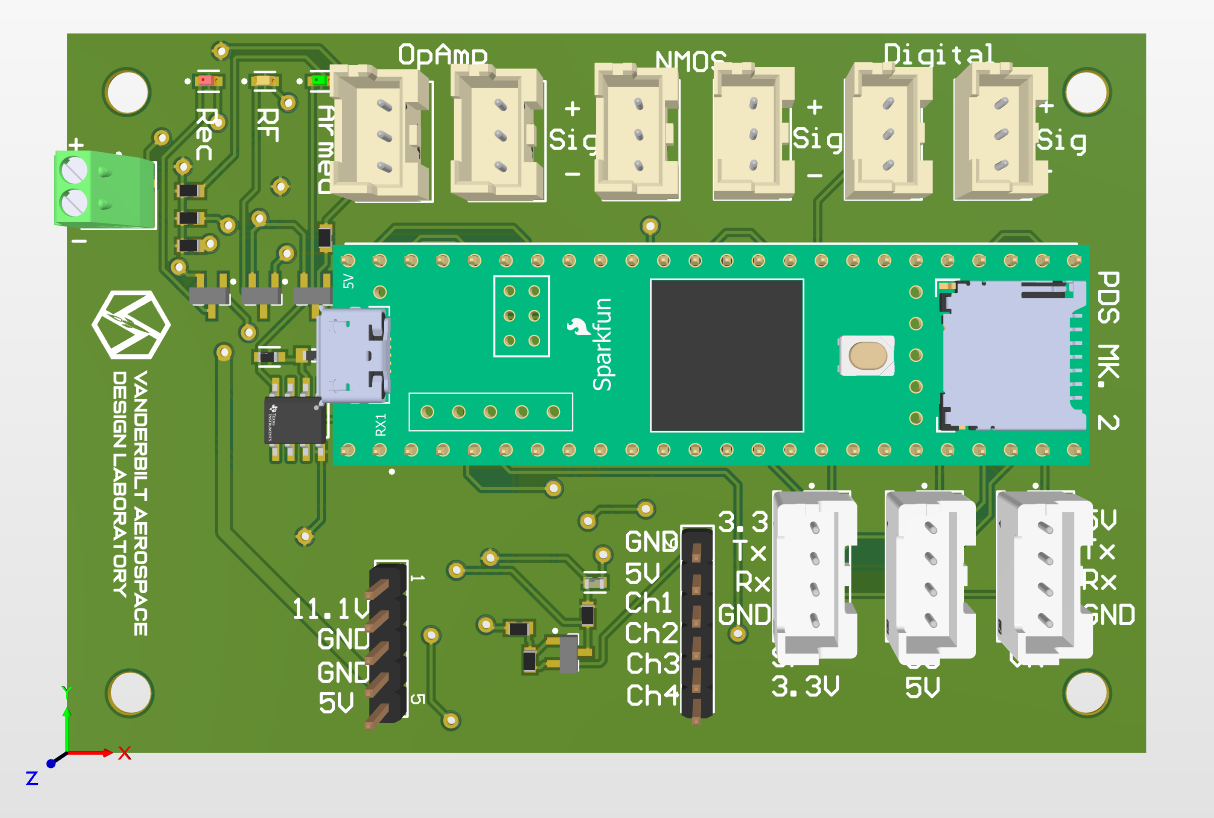 OpAmp
NMOS
Digital
Rec
RF
Armed
+
-
+
Sig
-
+
Sig
-
+
Sig
-
5V
RX1
Sparkfun
PDS MK. 2
VANDERBILT AEROSPACE
DESIGN LABORATORY
TEXAS
INSTRUMENTS
1
11.1V
GND
GND
5V
5
GND
5V
Ch1
Ch2
Ch3
Ch4
3.3
Tx
Rx
GND
3.3V
5V
5V
Tx
Rx
GND
Y
X
Z